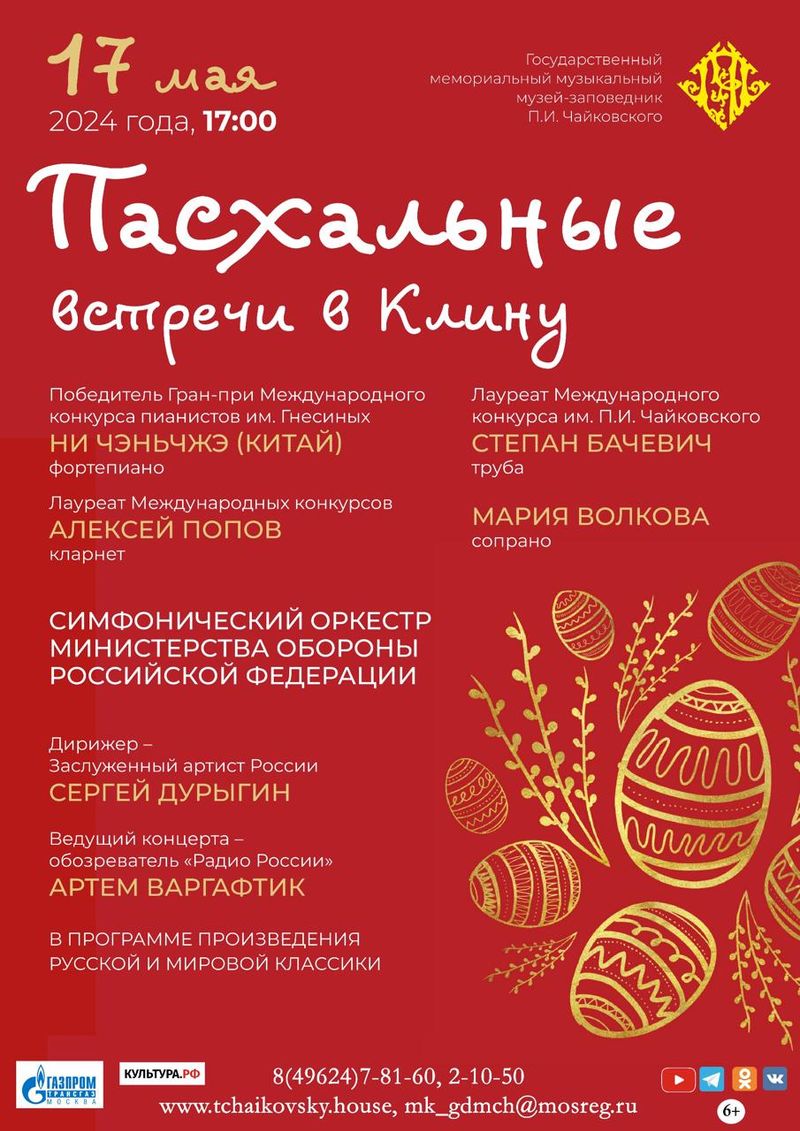 17 мая
2024 года, 17:00
Государственный
мемориальный музыкальный
музей-заповедник
П.И. Чайковского
Пасхальные
встречи в Клину
Победитель Гран-при Международного
конкурса пианистов им. Гнесиных
НИ ЧЭНЬЧЖЭ (КИТАЙ)
фортепиано
Лауреат Международных конкурсов
АЛЕКСЕЙ ПОПОВ
кларнет
Лауреат Международного
конкурса им. П.И. Чайковского
СТЕПАН БАЧЕВИЧ
труба
МАРИЯ ВОЛКОВА
сопрано
СИМФОНИЧЕСКИЙ ОРКЕСТР
МИНИСТЕРСТВА ОБОРОНЫ
РОССИЙСКОЙ ФЕДЕРАЦИИ
Дирижер –
Заслуженный артист России
СЕРГЕЙ ДУРЫГИН
Ведущий концерта –
обозреватель «Радио России»
АРТЕМ ВАРГАФТИК
В ПРОГРАММЕ ПРОИЗВЕДЕНИЯ
РУССКОЙ И МИРОВОЙ КЛАССИКИ
ГАЗПРОМ
ТРАНСГАЗ
МОСКВА
КУЛЬТУРА.РФ
8(49624)7-81-60, 2-10-50
www.tchaikovsky.house, mk_gdmch@mosreg.ru
6+